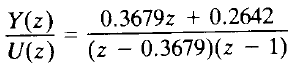 Y(z)/U(z) = (0.3679z + 0.2642)/((z − 0.3679)(z − 1))